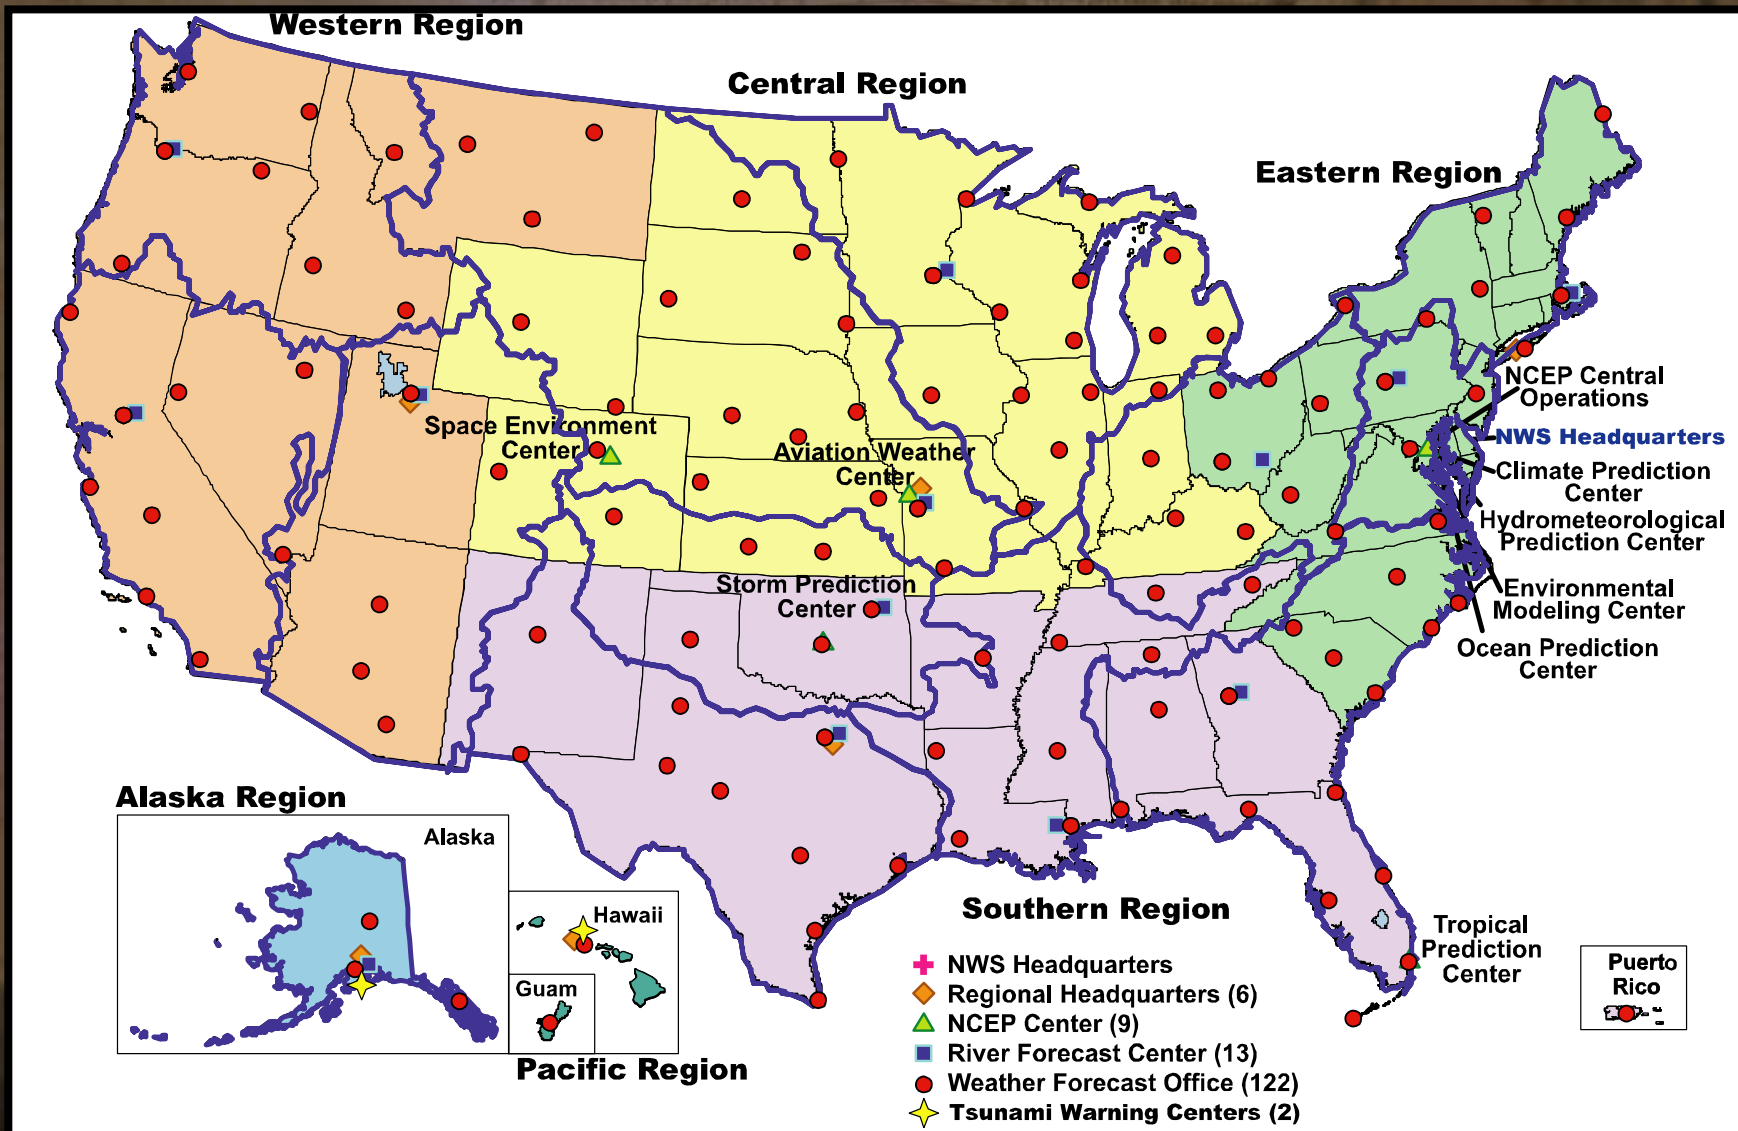 Western Region
Central Region
Eastern Region
NCEP Central
Operations
NWS Headquarters
Climate Prediction
Center
Hydrometeorological
Prediction Center
Environmental
Modeling Center
Ocean Prediction
Center
Space Environment
Center
Aviation Weather
Center
Storm Prediction
Center
Alaska Region
Alaska
Hawaii
Guam
Pacific Region
Southern Region
Tropical
Prediction
Center
Puerto
Rico
NWS Headquarters
Regional Headquarters (6)
NCEP Center (9)
River Forecast Center (13)
Weather Forecast Office (122)
Tsunami Warning Centers (2)